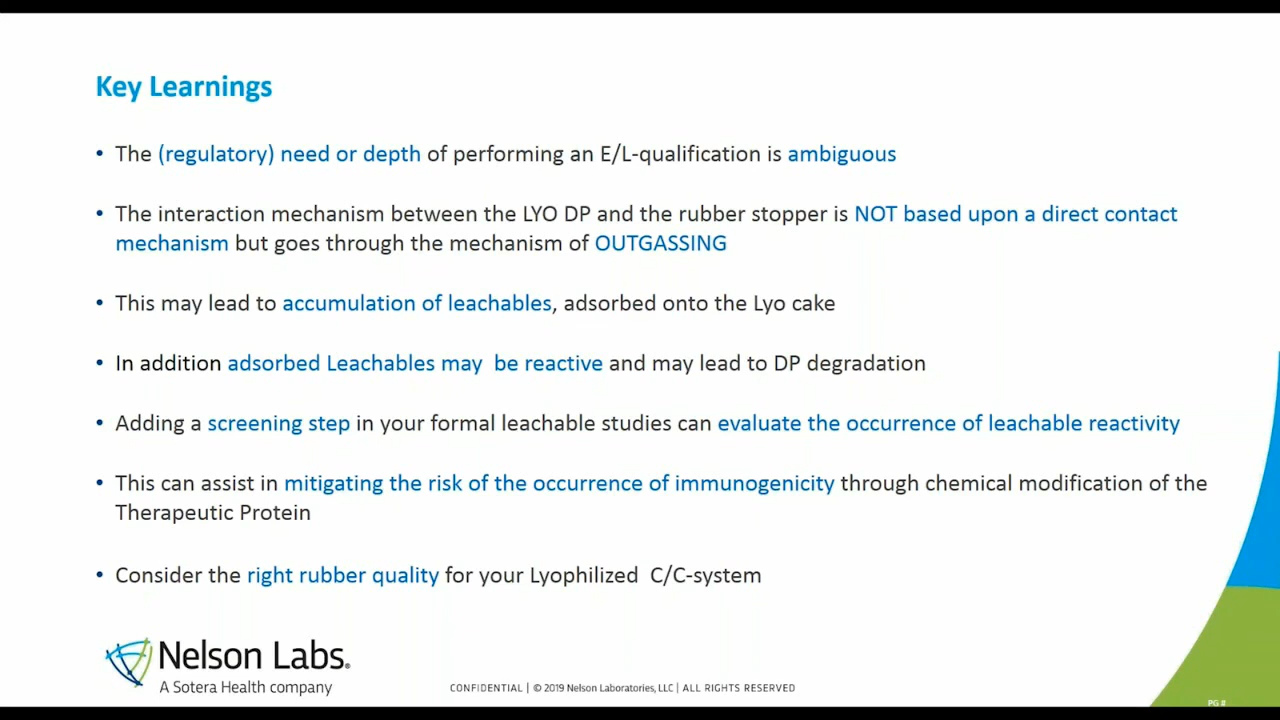 Key Learnings
• The (regulatory) need or depth of performing an E/L-qualification is ambiguous
• The interaction mechanism between the LYO DP and the rubber stopper is NOT based upon a direct contact
mechanism but goes through the mechanism of OUTGASSING
• This may lead to accumulation of leachables, adsorbed onto the Lyo cake
• In addition adsorbed Leachables may  be reactive and may lead to DP degradation
• Adding a screening step in your formal leachable studies can evaluate the occurrence of leachable reactivity
• This can assist in mitigating the risk of the occurrence of immunogenicity through chemical modification of the
Therapeutic Protein
• Consider the right rubber quality for your Lyophilized  C/C-system
Nelson Labs®
A Sotera Health company
CONFIDENTIAL | © 2019 Nelson Laboratories, LLC | ALL RIGHTS RESERVED
PG #